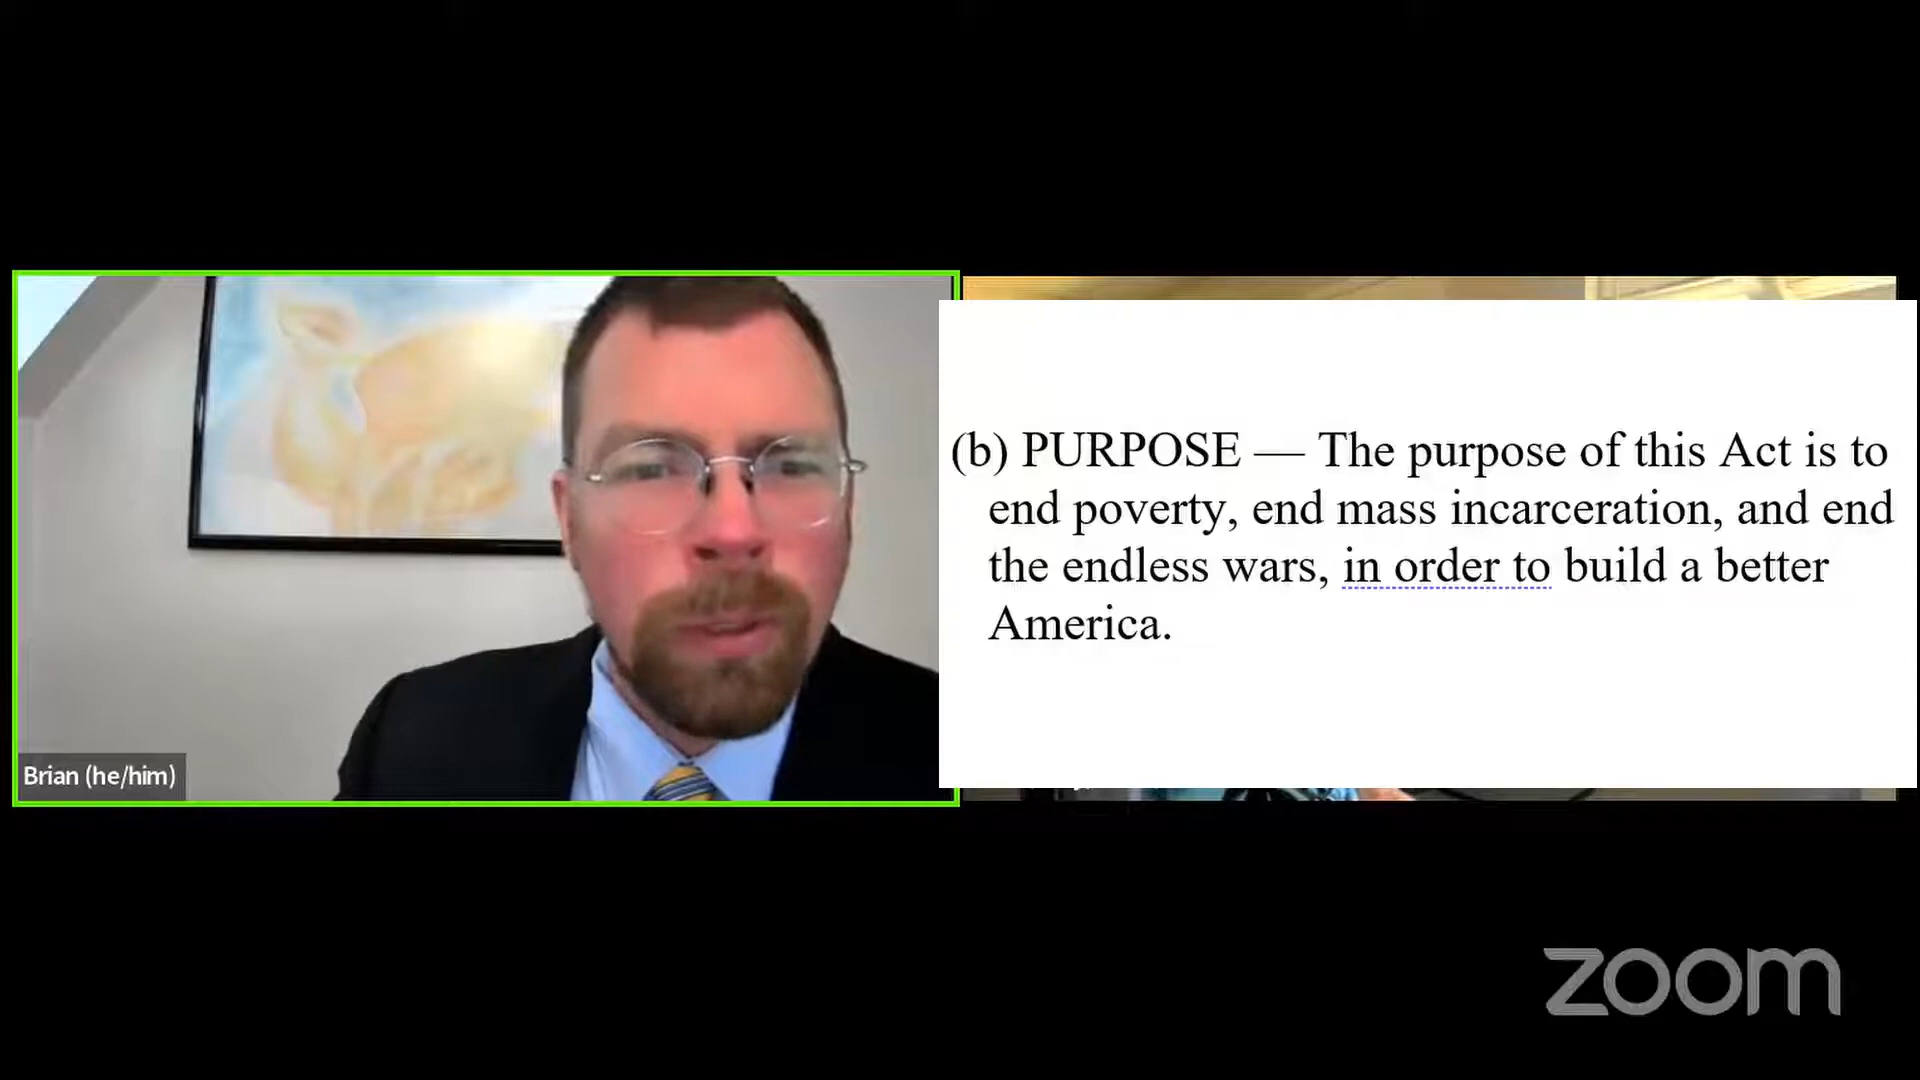 (b) PURPOSE — The purpose of this Act is to
end poverty, end mass incarceration, and end
the endless wars, in order to build a better
America.
Brian (he/him)
zoom